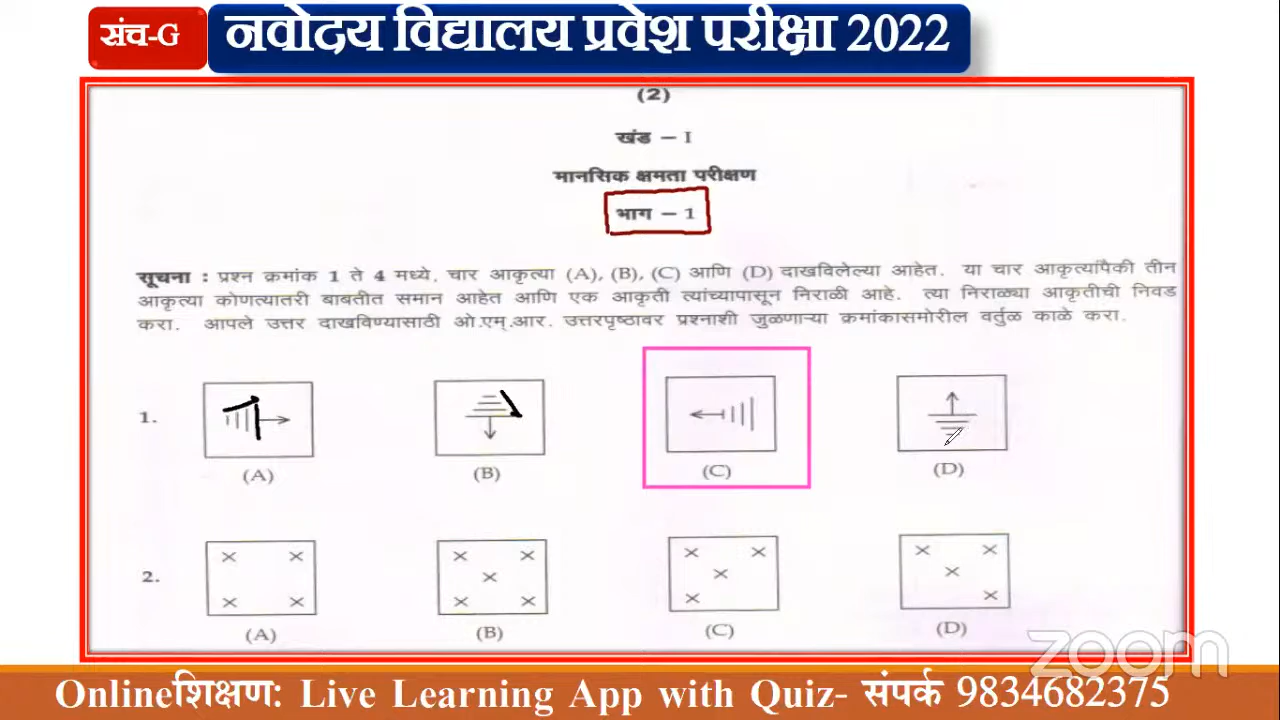 संच-G
नवोदय विद्यालय प्रवेश परीक्षा 2022
(2)
खंड – I
मानसिक क्षमता परीक्षण
भाग – 1
सूचना : प्रश्न क्रमांक 1 ते 4 मध्ये, चार आकृत्या (A), (B), (C) आणि (D) दाखविलेल्या आहेत. या चार आकृत्यांपैकी तीन
आकृत्या कोणत्यातरी बाबतीत समान आहेत आणि एक आकृती त्यांच्यापासून निराळी आहे. त्या निराळ्या आकृतीची निवड
करा. आपले उत्तर दाखविण्यासाठी ओ.एम्.आर. उत्तरपृष्ठावर प्रश्नाशी जुळणाऱ्या क्रमांकासमोरील वर्तुळ काळे करा.
1.
(A) (B) (C) (D)
2.
(A) (B) (C) (D)
zoom
Onlineशिक्षण: Live Learning App with Quiz- संपर्क 9834682375